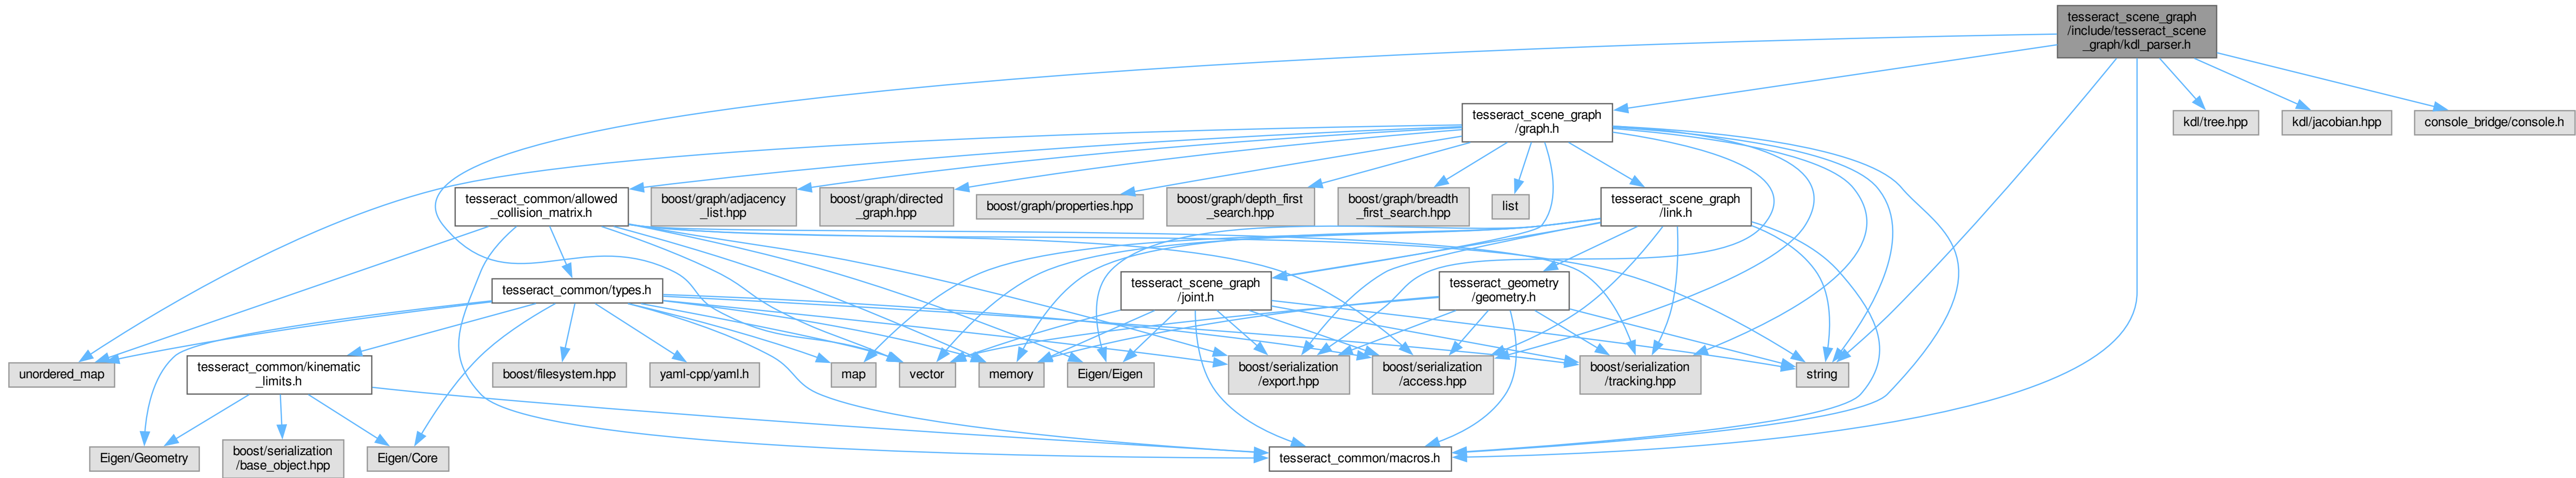 tesseract_scene_graph
/include/tesseract_scene
_graph/kdl_parser.h
tesseract_scene_graph
/graph.h
kdl/tree.hpp
kdl/jacobian.hpp
console_bridge/console.h
tesseract_common/allowed
_collision_matrix.h
boost/graph/adjacency
_list.hpp
boost/graph/directed
_graph.hpp
boost/graph/properties.hpp
boost/graph/depth_first
_search.hpp
boost/graph/breadth
_first_search.hpp
list
tesseract_scene_graph
/link.h
tesseract_common/types.h
tesseract_scene_graph
/joint.h
tesseract_geometry
/geometry.h
unordered_map
tesseract_common/kinematic
_limits.h
boost/filesystem.hpp
yaml-cpp/yaml.h
map
vector
memory
Eigen/Eigen
boost/serialization
/export.hpp
boost/serialization
/access.hpp
boost/serialization
/tracking.hpp
string
Eigen/Geometry
boost/serialization
/base_object.hpp
Eigen/Core
tesseract_common/macros.h